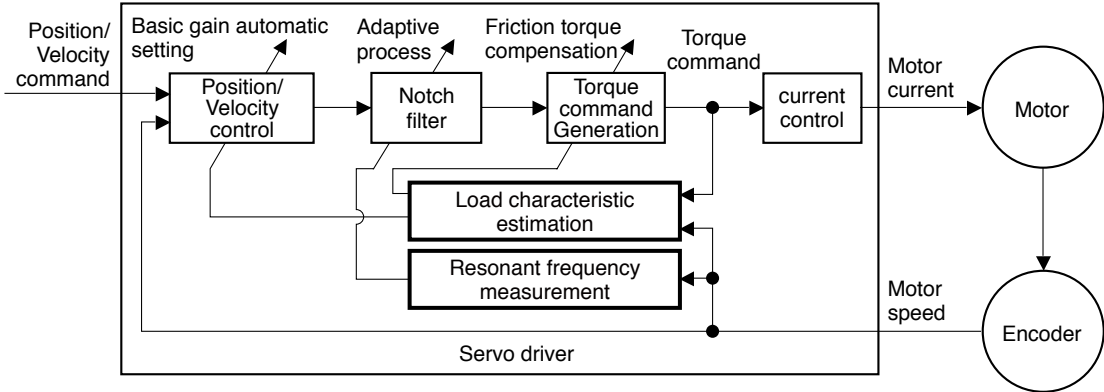 Position/
Velocity
command
Basic gain automatic
setting
Adaptive
process
Friction torque
compensation
Torque
command
Motor
current
Position/
Velocity
control
Notch
filter
Torque
command
Generation
current
control
Motor
Load characteristic
estimation
Resonant frequency
measurement
Motor
speed
Encoder
Servo driver